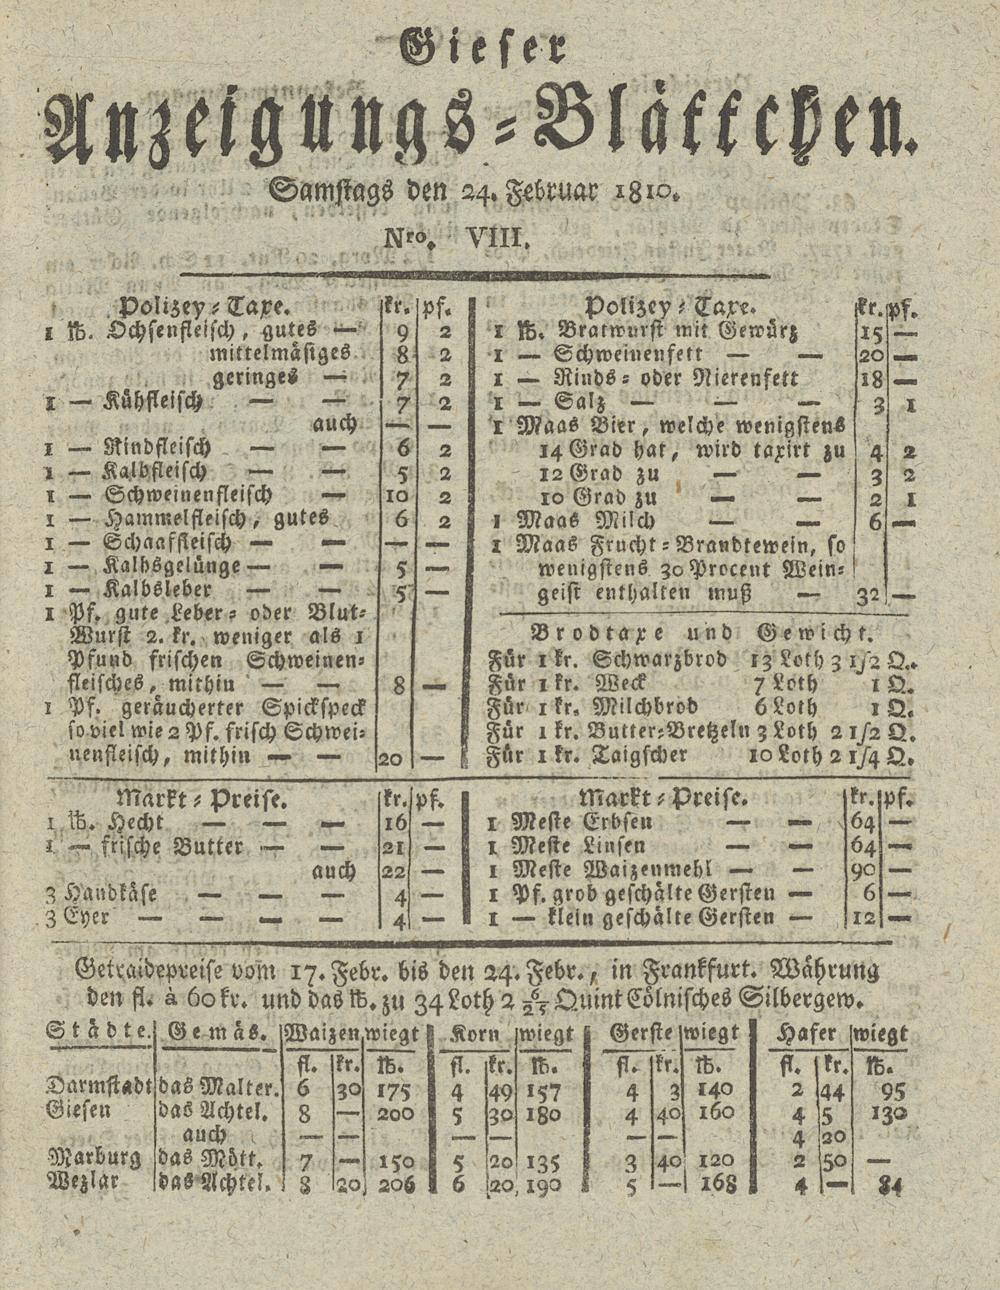 Gieser
Anzeigungs-Blättchen.
Samstags den 24. Februar 1810.
Nro. VIII.
Polizey-Taxe. kr. pf.
1 ℔. Ochsenfleisch, gutes — 9 2
mittelmäsiges 8 2
geringes — 7 2
1 — Kühfleisch — — 7 2
auch — —
1 — Rindfleisch — 6 2
1 — Kalbfleisch — 5 2
1 — Schweinenfleisch — 10 2
1 — Hammelfleisch, gutes 6 2
1 — Schaaffleisch — — — —
1 — Kalbsgelünge — — 5 —
1 — Kalbsleber — — 5 —
1 Pf. gute Leber- oder Blut-
Wurst 2. kr. weniger als 1
Pfund frischen Schweinen-
fleisches, mithin — — 8 —
1 Pf. geräucherter Spickspeck
so viel wie 2 Pf. frisch Schwei-
nenfleisch, mithin — — 20 —
Polizey-Taxe. kr. pf.
1 ℔. Bratwurst mit Gewürz 15 —
1 — Schweinenfett — — 20 —
1 — Rinds- oder Nierenfett 18 —
1 — Salz — — — 3 1
1 Maas Bier, welche wenigstens
14 Grad hat, wird taxirt zu 4 2
12 Grad zu — — 3 2
10 Grad zu — — 2 1
1 Maas Milch — — 6 —
1 Maas Frucht-Brandtewein, so
wenigstens 30 Procent Wein-
geist enthalten muß — 32 —
Brodtaxe und Gewicht.
Für 1 kr. Schwarzbrod 13 Loth 3 1/2 Q.
Für 1 kr. Weck 7 Loth 1 Q.
Für 1 kr. Milchbrod 6 Loth 1 Q.
Für 1 kr. Butter-Bretzeln 3 Loth 2 1/2 Q.
Für 1 kr. Taigscher 10 Loth 2 1/4 Q.
Markt-Preise. kr. pf.
1 ℔. Hecht — — — 16 —
1 — frische Butter — — 21 —
auch 22 —
3 Handkäse — — — 4 —
3 Eyer — — — — 4 —
Markt-Preise. kr. pf.
1 Meste Erbsen — — 64 —
1 Meste Linsen — — 64 —
1 Meste Waizenmehl — — 90 —
1 Pf. grob geschälte Gersten — 6 —
1 — klein geschälte Gersten — 12 —
Getraidepreise vom 17. Febr. bis den 24. Febr., in Frankfurt. Währung
den fl. à 60 kr. und das ℔. zu 34 Loth 2 6/25 Quint Cölnisches Silbergew.
Städte. Gemäs. Waizen wiegt Korn wiegt Gerste wiegt Hafer wiegt
fl. kr. ℔. fl. kr. ℔. fl. kr. ℔. fl. kr. ℔.
Darmstadt das Malter. 6 30 175 4 49 157 4 3 140 2 44 95
Giesen das Achtel. 8 — 200 5 30 180 4 40 160 4 5 130
auch — — — — — — 4 20
Marburg das Mött. 7 — 150 5 20 135 3 40 120 2 50 —
Wezlar das Achtel. 8 20 206 6 20 190 5 — 168 4 — 84